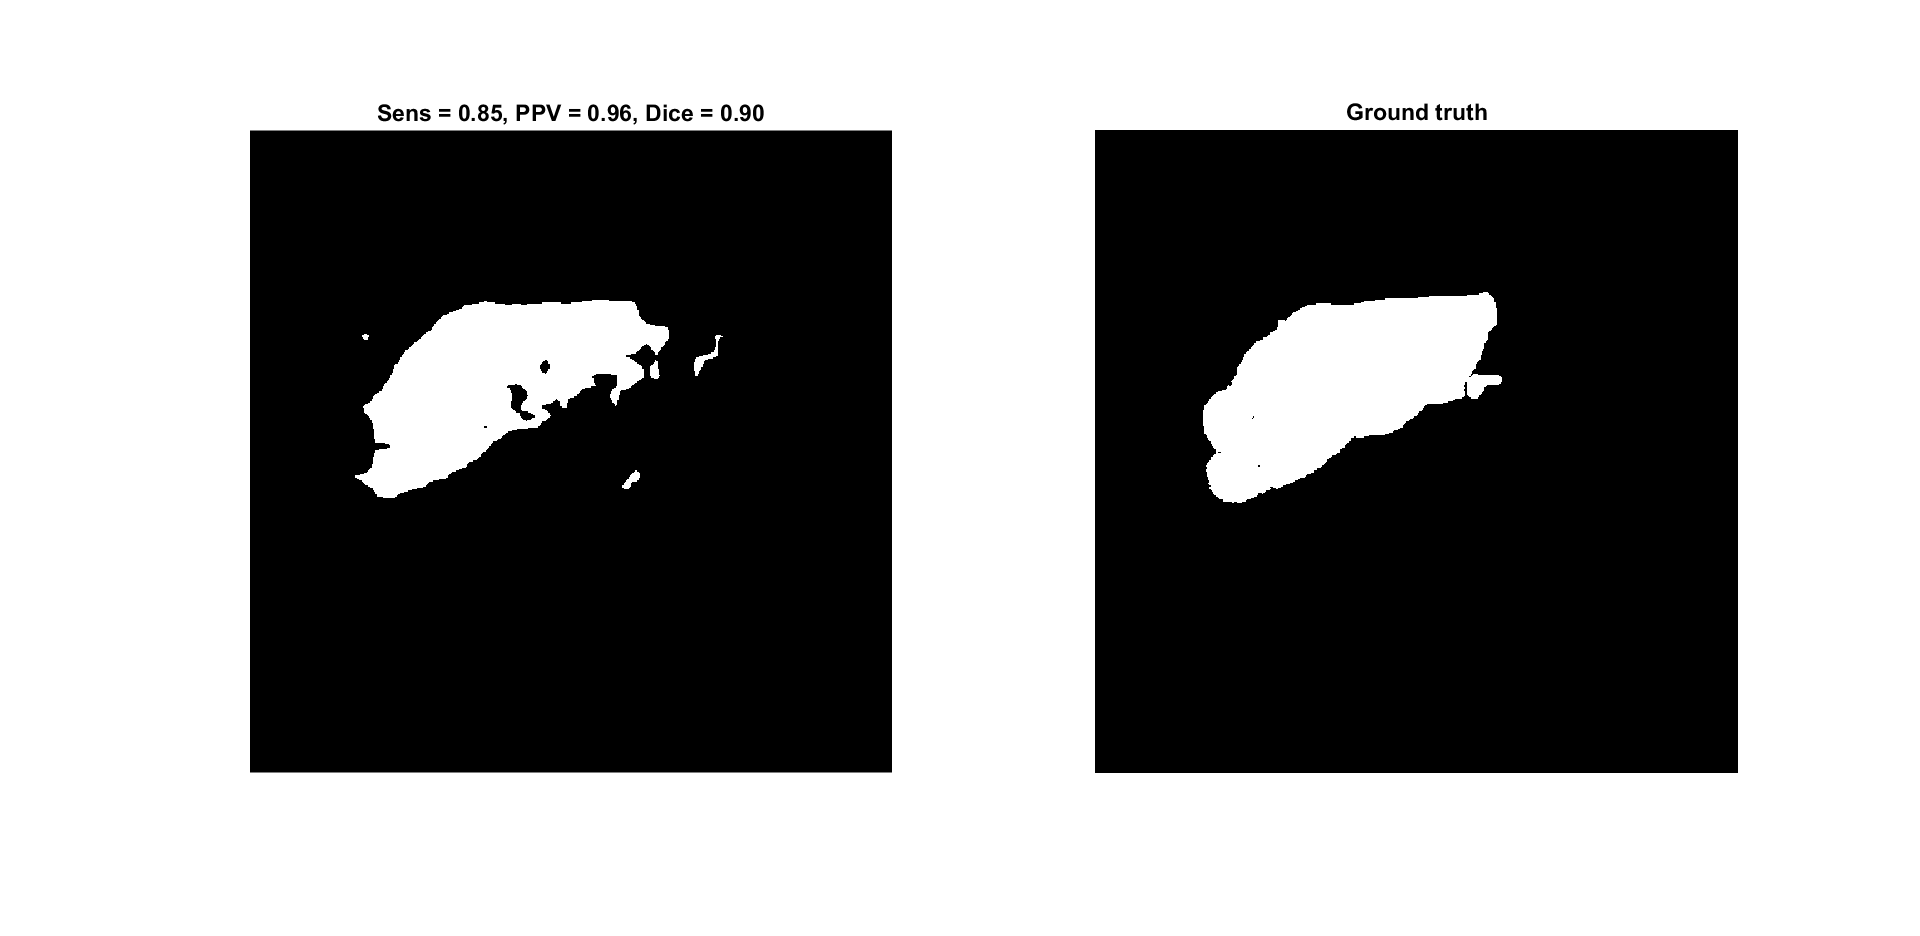 Sens = 0.85, PPV = 0.96, Dice = 0.90
Ground truth